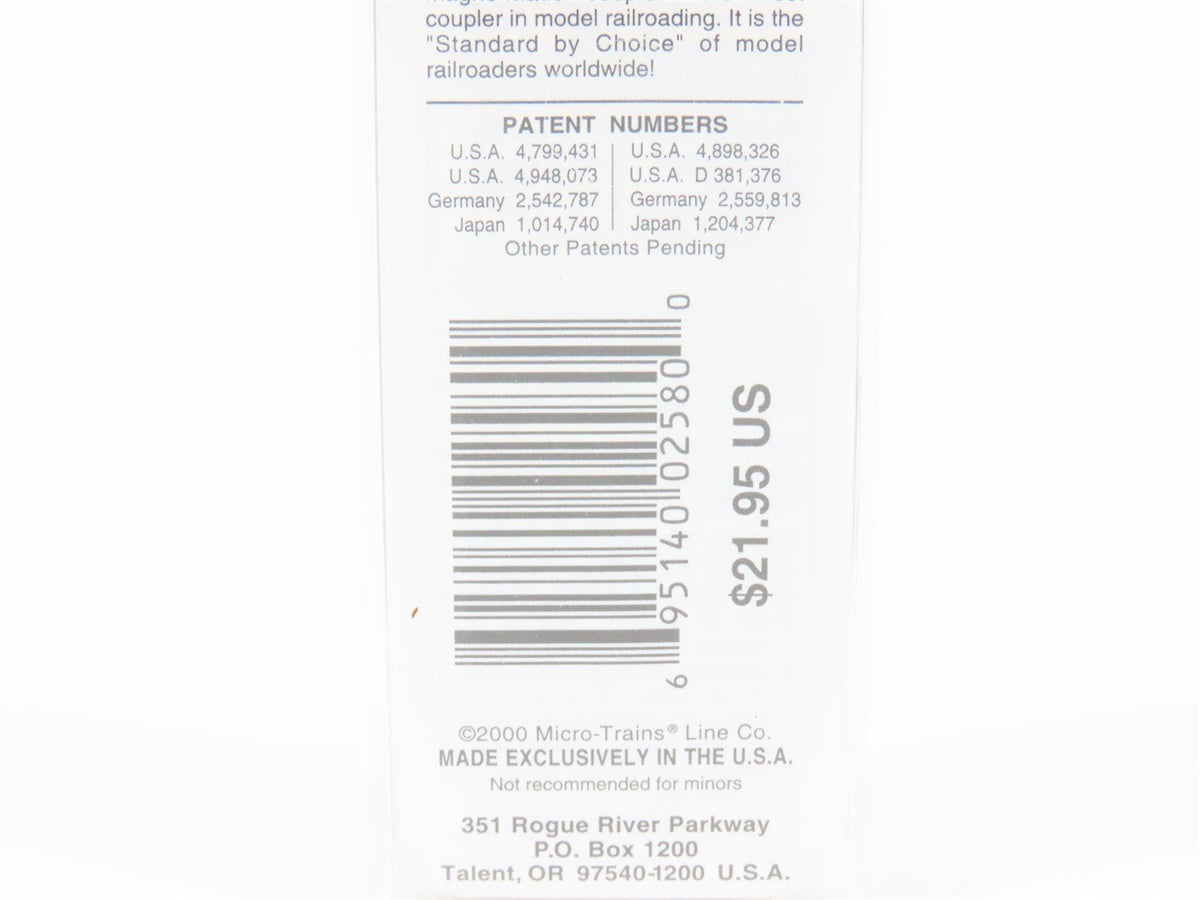 coupler in model railroading. It is the
"Standard by Choice" of model
railroaders worldwide!
PATENT NUMBERS
U.S.A. 4,799,431 U.S.A. 4,898,326
U.S.A. 4,948,073 U.S.A. D 381,376
Germany 2,542,787 Germany 2,559,813
Japan 1,014,740 Japan 1,204,377
Other Patents Pending
6 95140 02580 0
$21.95 US
©2000 Micro-Trains® Line Co.
MADE EXCLUSIVELY IN THE U.S.A.
Not recommended for minors
351 Rogue River Parkway
P.O. Box 1200
Talent, OR 97540-1200 U.S.A.